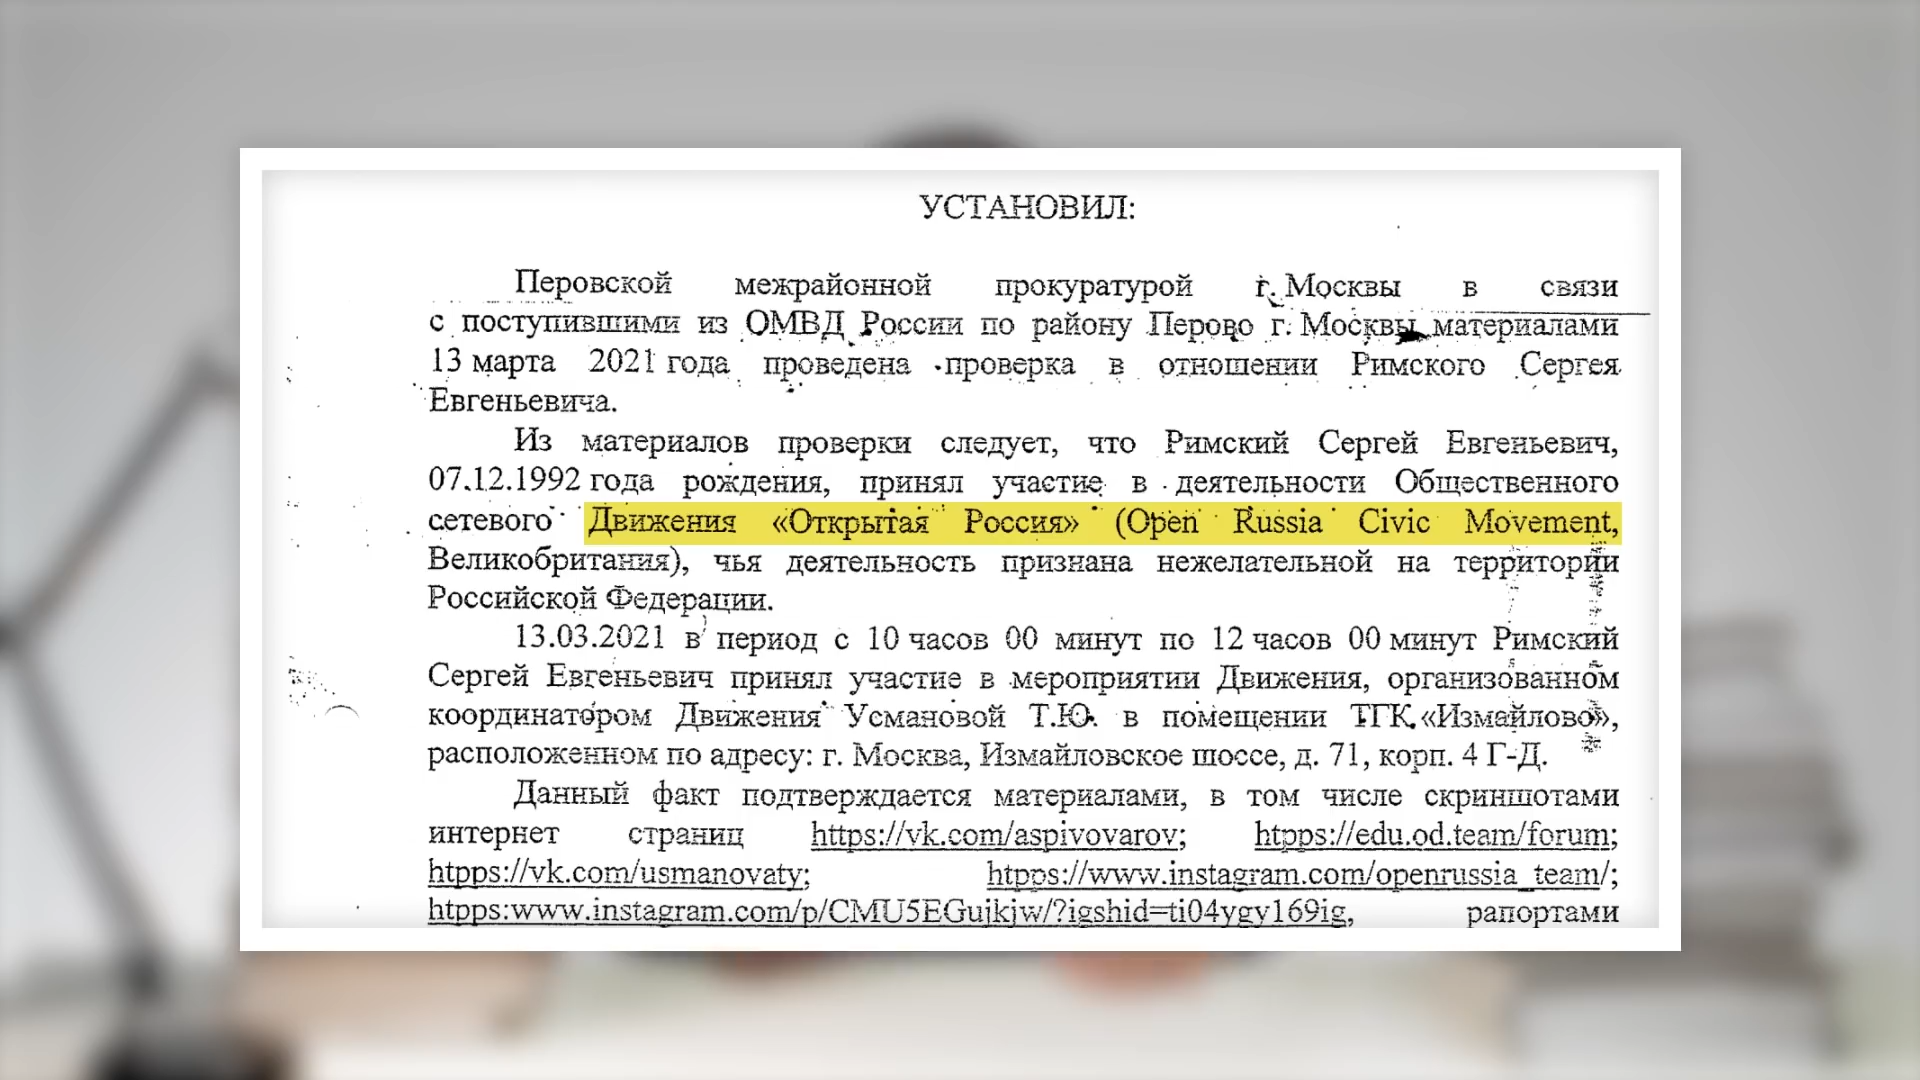 УСТАНОВИЛ:
Перовской межрайонной прокуратурой г. Москвы в связи
с поступившими из ОМВД России по району Перово г. Москвы материалами
13 марта 2021 года проведена проверка в отношении Римского Сергея
Евгеньевича.
Из материалов проверки следует, что Римский Сергей Евгеньевич,
07.12.1992 года рождения, принял участие в деятельности Общественного
сетевого Движения «Открытая Россия» (Open Russia Civic Movement,
Великобритания), чья деятельность признана нежелательной на территории
Российской Федерации.
13.03.2021 в период с 10 часов 00 минут по 12 часов 00 минут Римский
Сергей Евгеньевич принял участие в мероприятии Движения, организованном
координатором Движения Усмановой Т.Ю. в помещении ТГК «Измайлово»,
расположенном по адресу: г. Москва, Измайловское шоссе, д. 71, корп. 4 Г-Д.
Данный факт подтверждается материалами, в том числе скриншотами
интернет страниц https://vk.com/aspivovarov; htpps://edu.od.team/forum;
htpps://vk.com/usmanovaty; htpps://www.instagram.com/openrussia_team/;
htpps:www.instagram.com/p/CMU5EGujkjw/?igshid=ti04ygy169ig, рапортами